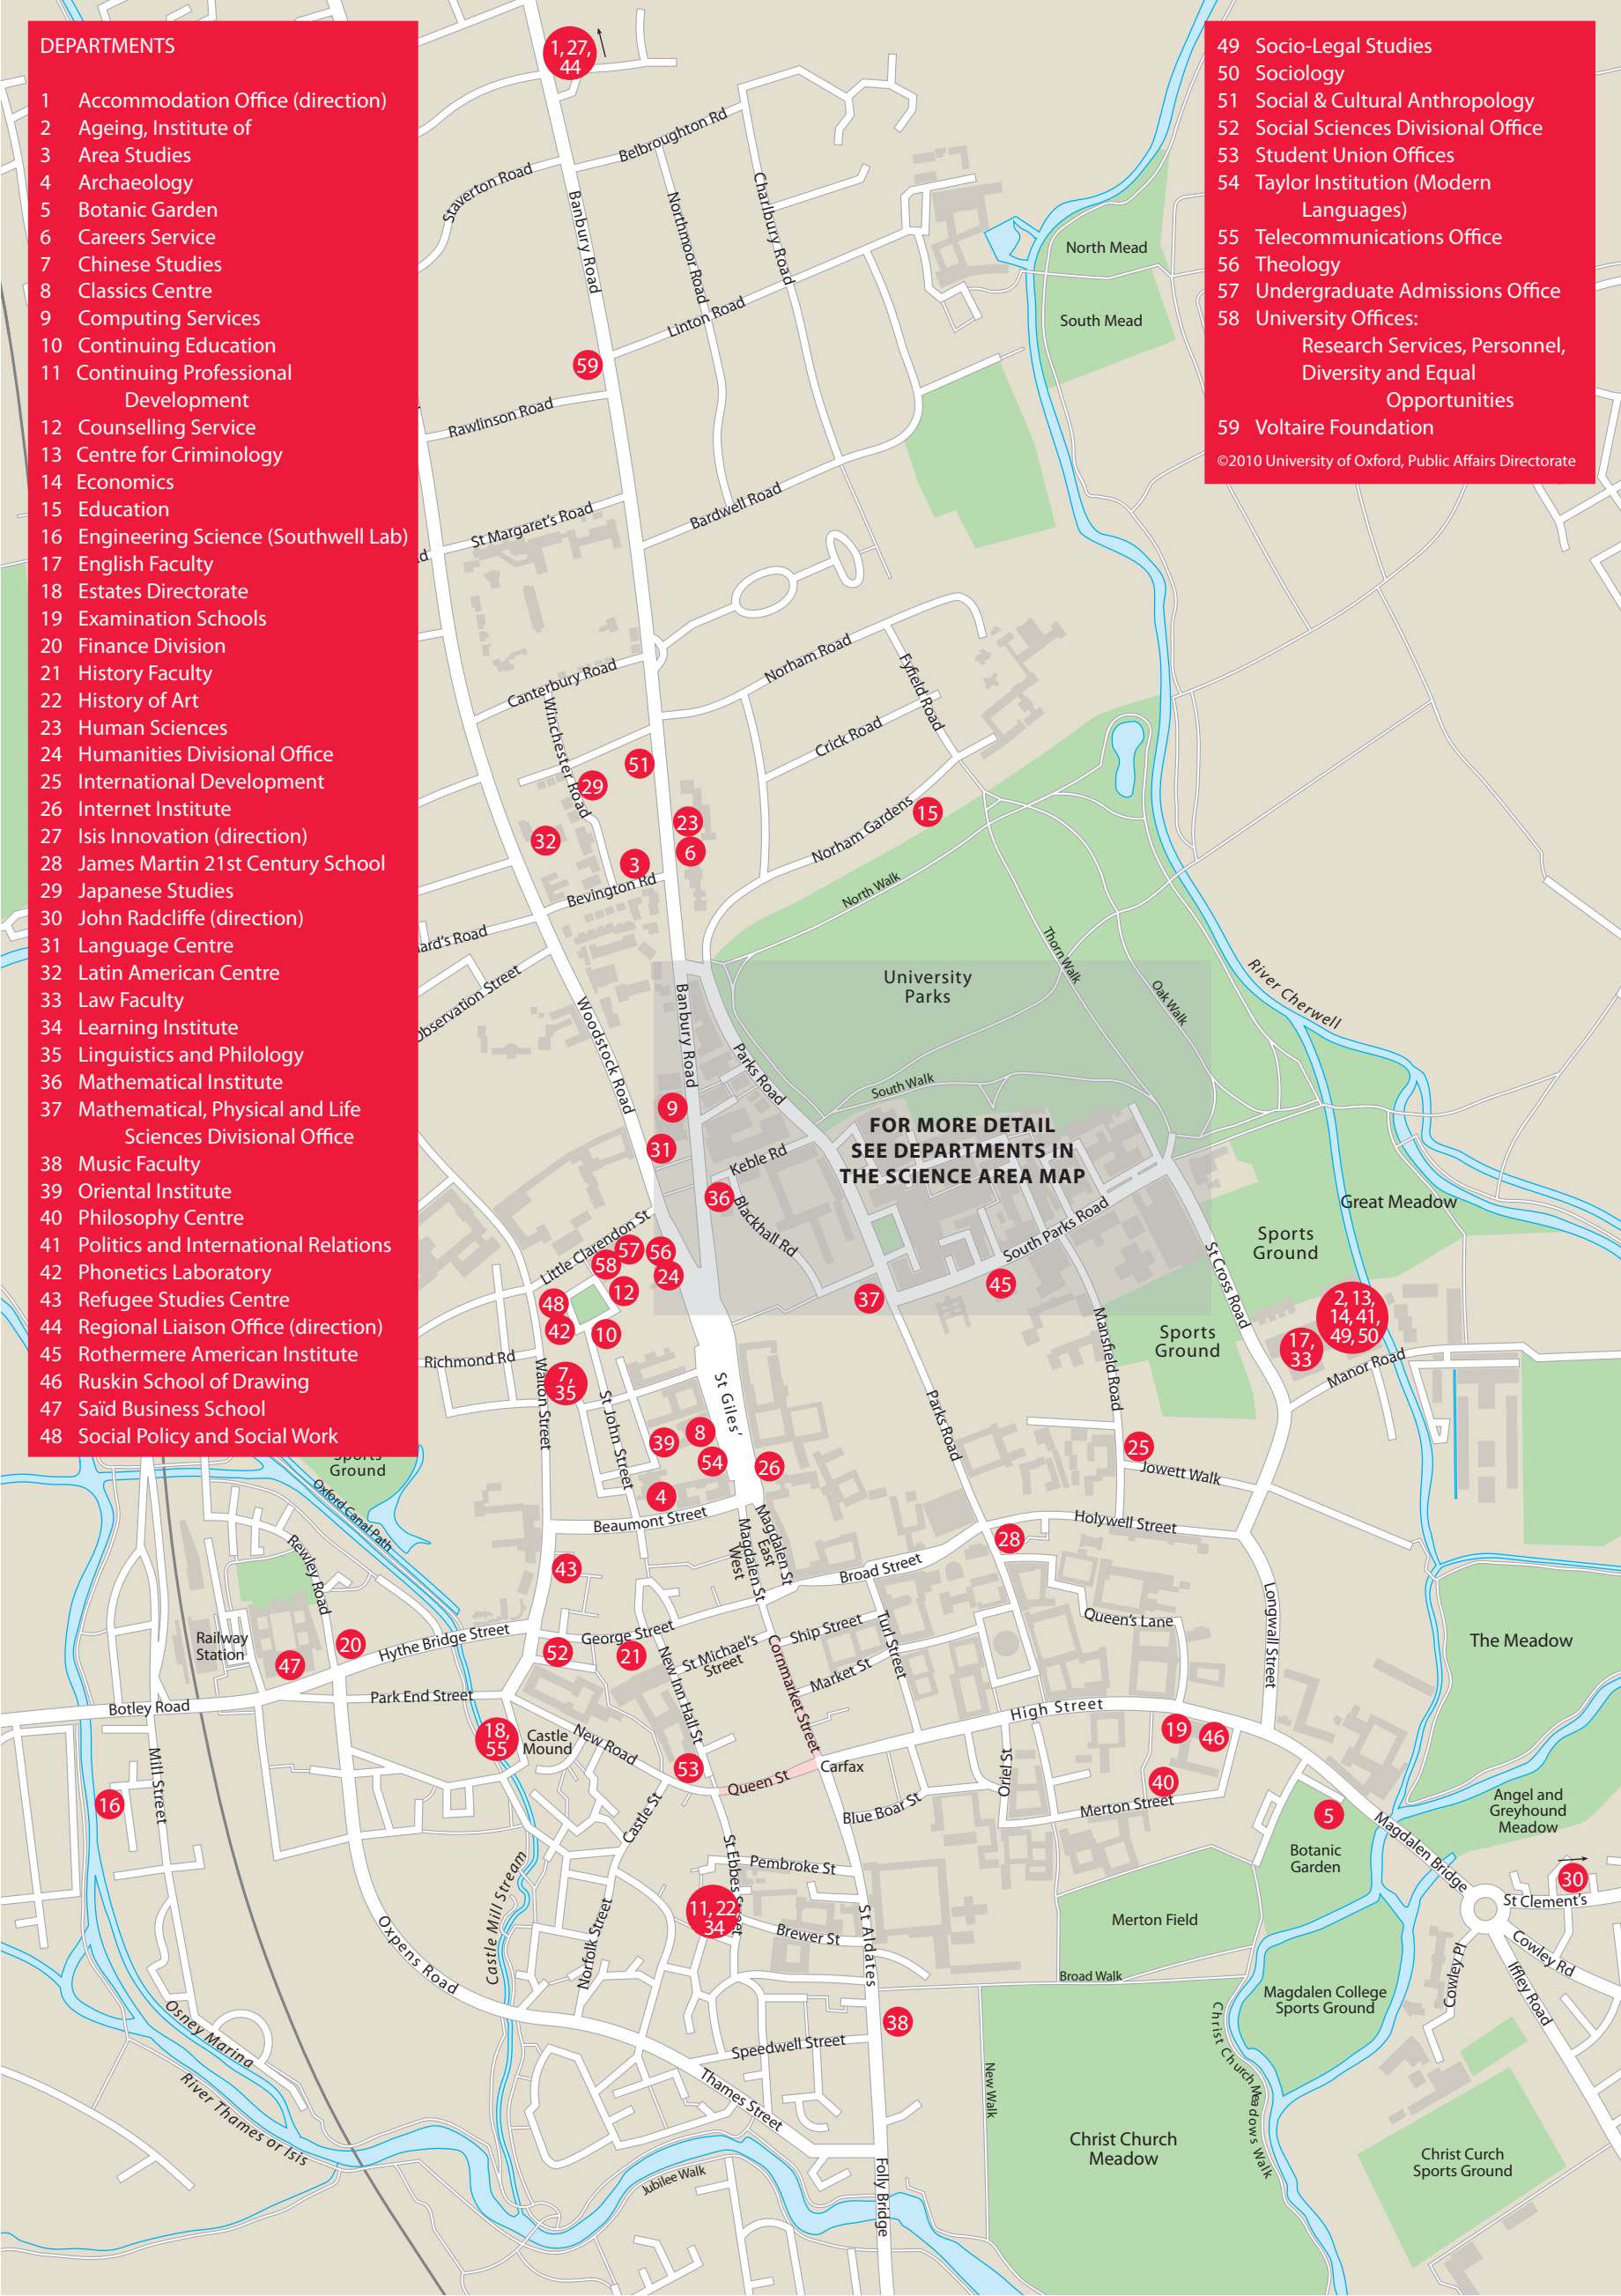 DEPARTMENTS
1 Accommodation Office (direction)
2 Ageing, Institute of
3 Area Studies
4 Archaeology
5 Botanic Garden
6 Careers Service
7 Chinese Studies
8 Classics Centre
9 Computing Services
10 Continuing Education
11 Continuing Professional
Development
12 Counselling Service
13 Centre for Criminology
14 Economics
15 Education
16 Engineering Science (Southwell Lab)
17 English Faculty
18 Estates Directorate
19 Examination Schools
20 Finance Division
21 History Faculty
22 History of Art
23 Human Sciences
24 Humanities Divisional Office
25 International Development
26 Internet Institute
27 Isis Innovation (direction)
28 James Martin 21st Century School
29 Japanese Studies
30 John Radcliffe (direction)
31 Language Centre
32 Latin American Centre
33 Law Faculty
34 Learning Institute
35 Linguistics and Philology
36 Mathematical Institute
37 Mathematical, Physical and Life
Sciences Divisional Office
38 Music Faculty
39 Oriental Institute
40 Philosophy Centre
41 Politics and International Relations
42 Phonetics Laboratory
43 Refugee Studies Centre
44 Regional Liaison Office (direction)
45 Rothermere American Institute
46 Ruskin School of Drawing
47 Saïd Business School
48 Social Policy and Social Work
49 Socio-Legal Studies
50 Sociology
51 Social & Cultural Anthropology
52 Social Sciences Divisional Office
53 Student Union Offices
54 Taylor Institution (Modern
Languages)
55 Telecommunications Office
56 Theology
57 Undergraduate Admissions Office
58 University Offices:
Research Services, Personnel,
Diversity and Equal
Opportunities
59 Voltaire Foundation
©2010 University of Oxford, Public Affairs Directorate
1, 27,
44
Belbroughton Rd
Staverton Road
Banbury Road
Northmoor Road
Charlbury Road
Linton Road
North Mead
South Mead
59
Rawlinson Road
St Margaret's Road
Bardwell Road
Canterbury Road
Norham Road
Fyfield Road
Winchester Road
Crick Road
51
29
23
15
32
3
6
Norham Gardens
Bevington Rd
North Walk
ard's Road
Observation Street
Thorn Walk
Oak Walk
River Cherwell
University
Parks
Woodstock Road
Banbury Road
Parks Road
South Walk
9
31
Keble Rd
36
Blackhall Rd
FOR MORE DETAIL
SEE DEPARTMENTS IN
THE SCIENCE AREA MAP
South Parks Road
Great Meadow
Sports
Ground
St Cross Road
Little Clarendon St
57
56
58
24
12
48
42
10
37
45
2, 13,
14, 41,
49, 50
17,
33
Manor Road
Sports
Ground
Mansfield Road
Richmond Rd
Walton Street
7,
35
St John Street
St Giles'
Parks Road
39
8
54
26
25
Jowett Walk
4
Beaumont Street
Magdalen St
East
Magdalen St
West
Holywell Street
28
Sports
Ground
Oxford Canal Path
Rewley Road
43
Broad Street
Longwall Street
Queen's Lane
The Meadow
Railway
Station
20
47
Hythe Bridge Street
52
George Street
21
St Michael's
Street
Ship Street
Turl Street
Market St
Cornmarket Street
New Inn Hall St
Botley Road
Park End Street
18,
55
Castle
Mound
New Road
High Street
19
46
53
Queen St
Carfax
Oriel St
40
Merton Street
Mill Street
16
Castle St
Blue Boar St
5
Botanic
Garden
Magdalen Bridge
Angel and
Greyhound
Meadow
30
St Clement's
St Ebbes Street
Pembroke St
11, 22
34
Brewer St
St Aldates
Merton Field
Broad Walk
Castle Mill Stream
Norfolk Street
Oxpens Road
Magdalen College
Sports Ground
Cowley Pl
Cowley Rd
Iffley Road
38
Osney Marina
River Thames or Isis
Speedwell Street
Thames Street
New Walk
Christ Church Meadows Walk
Christ Church
Meadow
Christ Curch
Sports Ground
Jubilee Walk
Folly Bridge